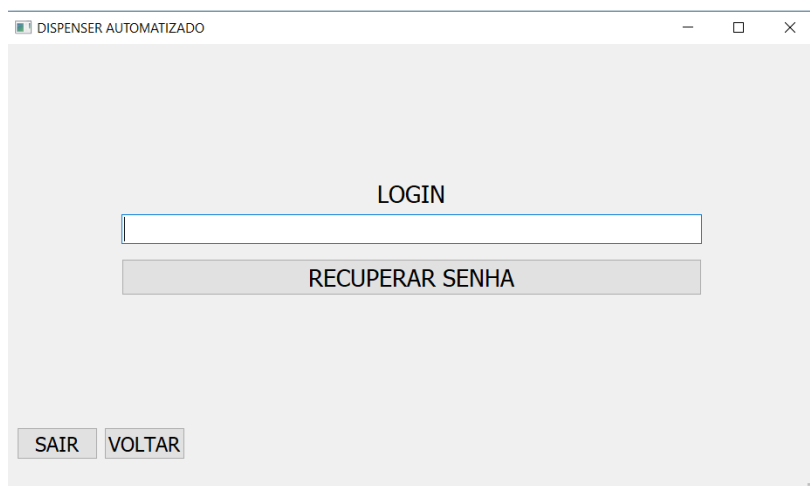 DISPENSER AUTOMATIZADO
LOGIN
RECUPERAR SENHA
SAIR VOLTAR